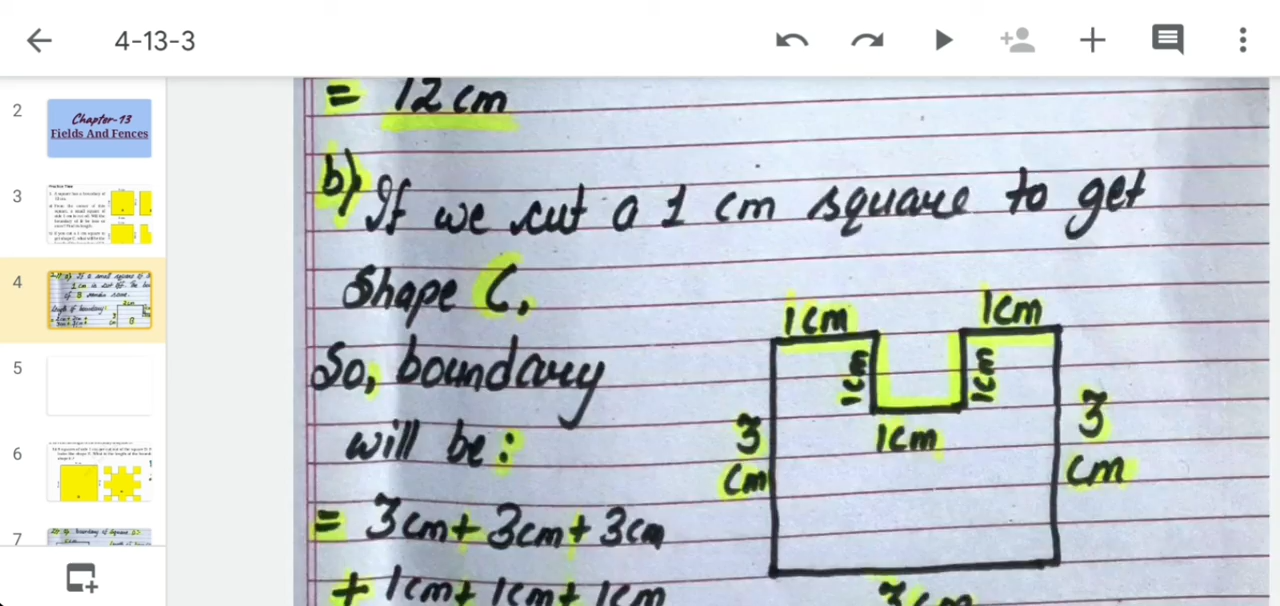 4-13-3
2
Chapter-13
Fields And Fences
3
4
5
6
7
= 12 cm
b) If we cut a 1 cm square to get
Shape C.
So, boundary
will be:
= 3cm + 3cm + 3cm
+ 1cm + 1cm + 1cm
1cm
1cm
1cm
1cm
1cm
3
cm
3
cm
3cm